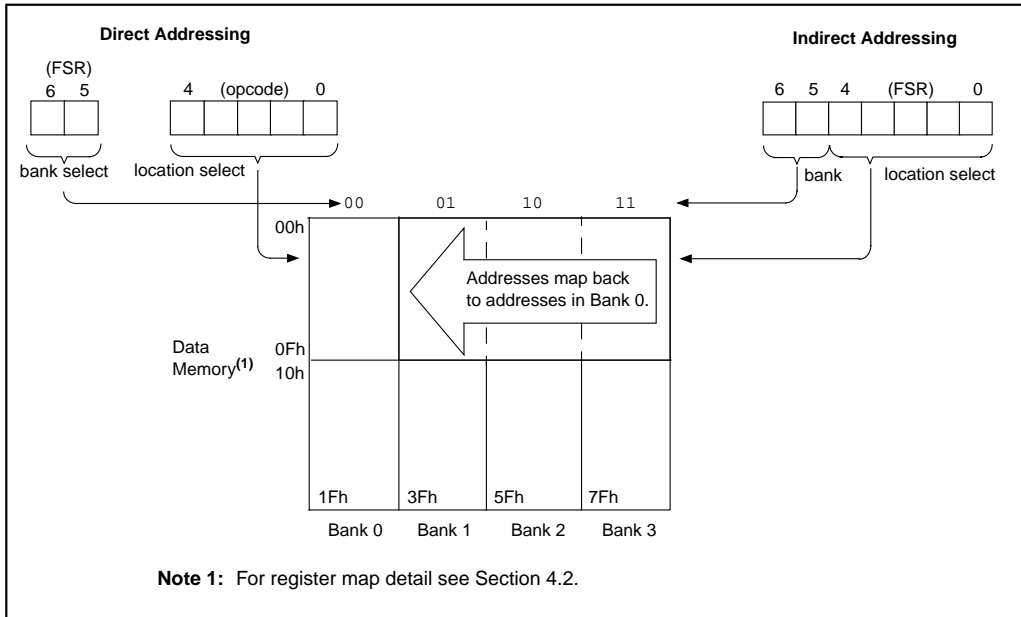 Direct Addressing
Indirect Addressing
(FSR)
6 5
4 (opcode) 0
6 5 4 (FSR) 0
bank select
location select
bank
location select
00 01 10 11
00h
Addresses map back
to addresses in Bank 0.
Data
Memory(1)
0Fh
10h
1Fh 3Fh 5Fh 7Fh
Bank 0 Bank 1 Bank 2 Bank 3
Note 1: For register map detail see Section 4.2.